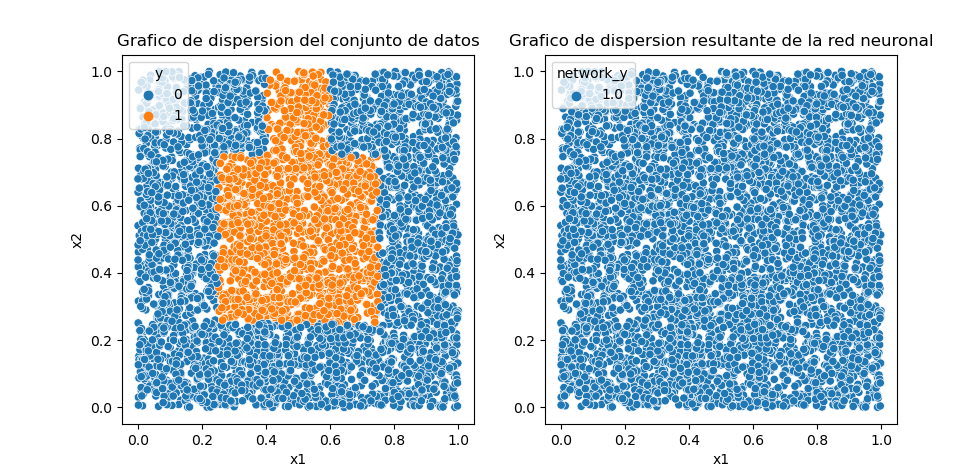 Grafico de dispersion del conjunto de datos
y
0
1
1.0
0.8
0.6
0.4
0.2
0.0
x2
0.0 0.2 0.4 0.6 0.8 1.0
x1
Grafico de dispersion resultante de la red neuronal
network_y
1.0
1.0
0.8
0.6
0.4
0.2
0.0
x2
0.0 0.2 0.4 0.6 0.8 1.0
x1